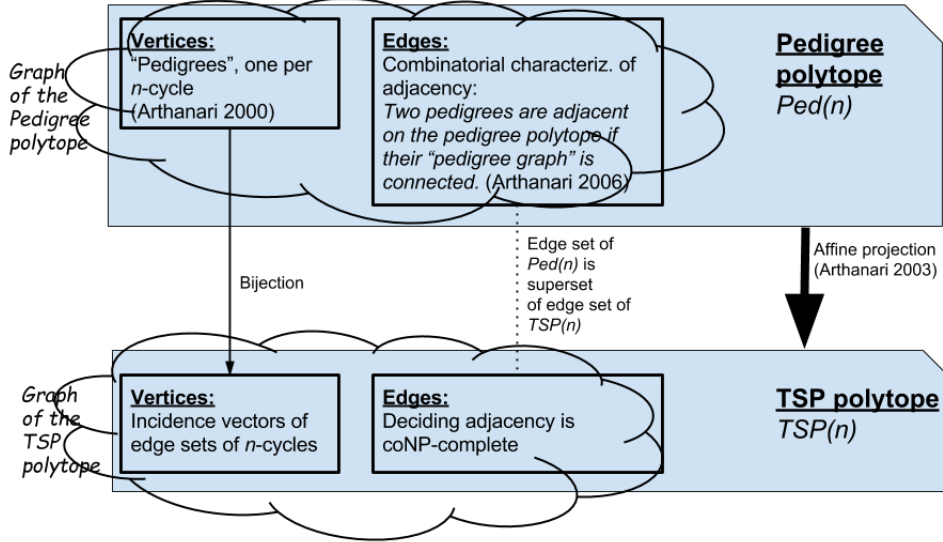 Graph
of the
Pedigree
polytope
Vertices:
“Pedigrees”, one per
n-cycle
(Arthanari 2000)
Edges:
Combinatorial characteriz. of
adjacency:
Two pedigrees are adjacent
on the pedigree polytope if
their “pedigree graph” is
connected. (Arthanari 2006)
Pedigree
polytope
Ped(n)
Bijection
Edge set of
Ped(n) is
superset
of edge set of
TSP(n)
Affine projection
(Arthanari 2003)
Graph
of the
TSP
polytope
Vertices:
Incidence vectors of
edge sets of n-cycles
Edges:
Deciding adjacency is
coNP-complete
TSP polytope
TSP(n)